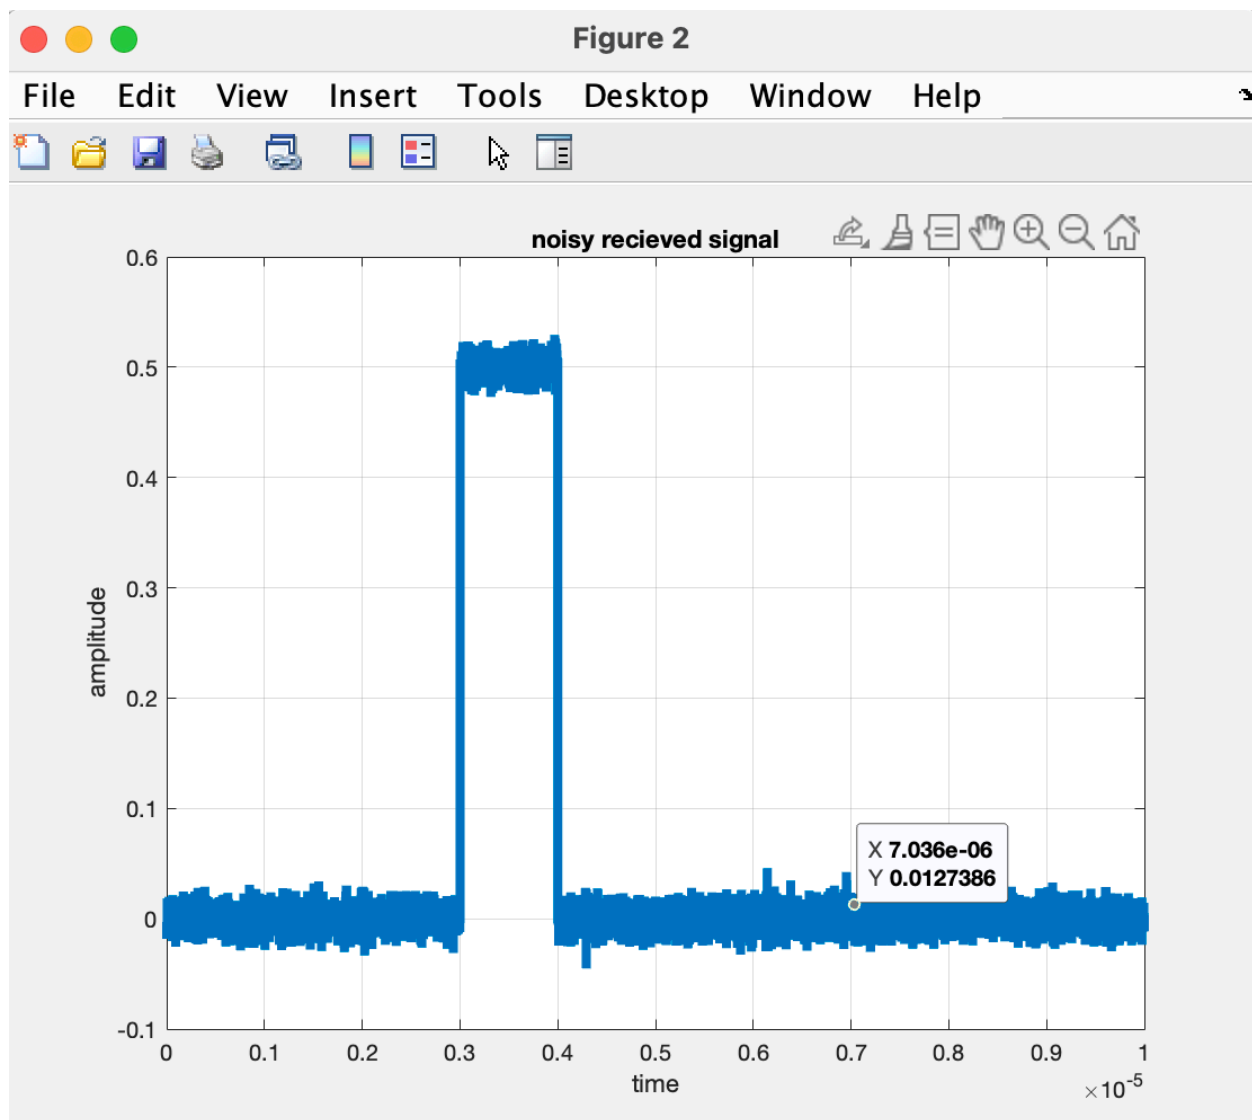 Figure 2
File Edit View Insert Tools Desktop Window Help
noisy recieved signal
0.6
0.5
0.4
0.3
0.2
0.1
0
-0.1
amplitude
X 7.036e-06
Y 0.0127386
0 0.1 0.2 0.3 0.4 0.5 0.6 0.7 0.8 0.9 1
time
×10⁻⁵